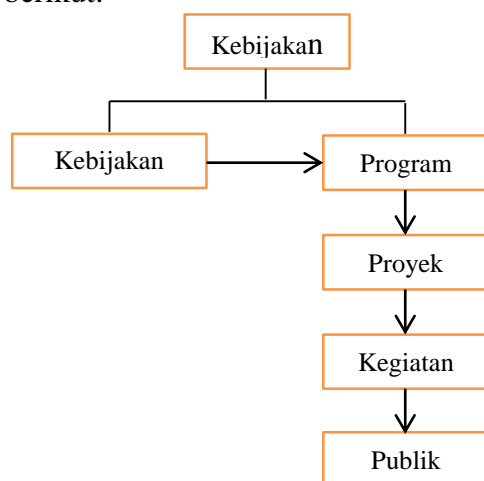 berikut:
Kebijakan
Kebijakan
Program
Proyek
Kegiatan
Publik